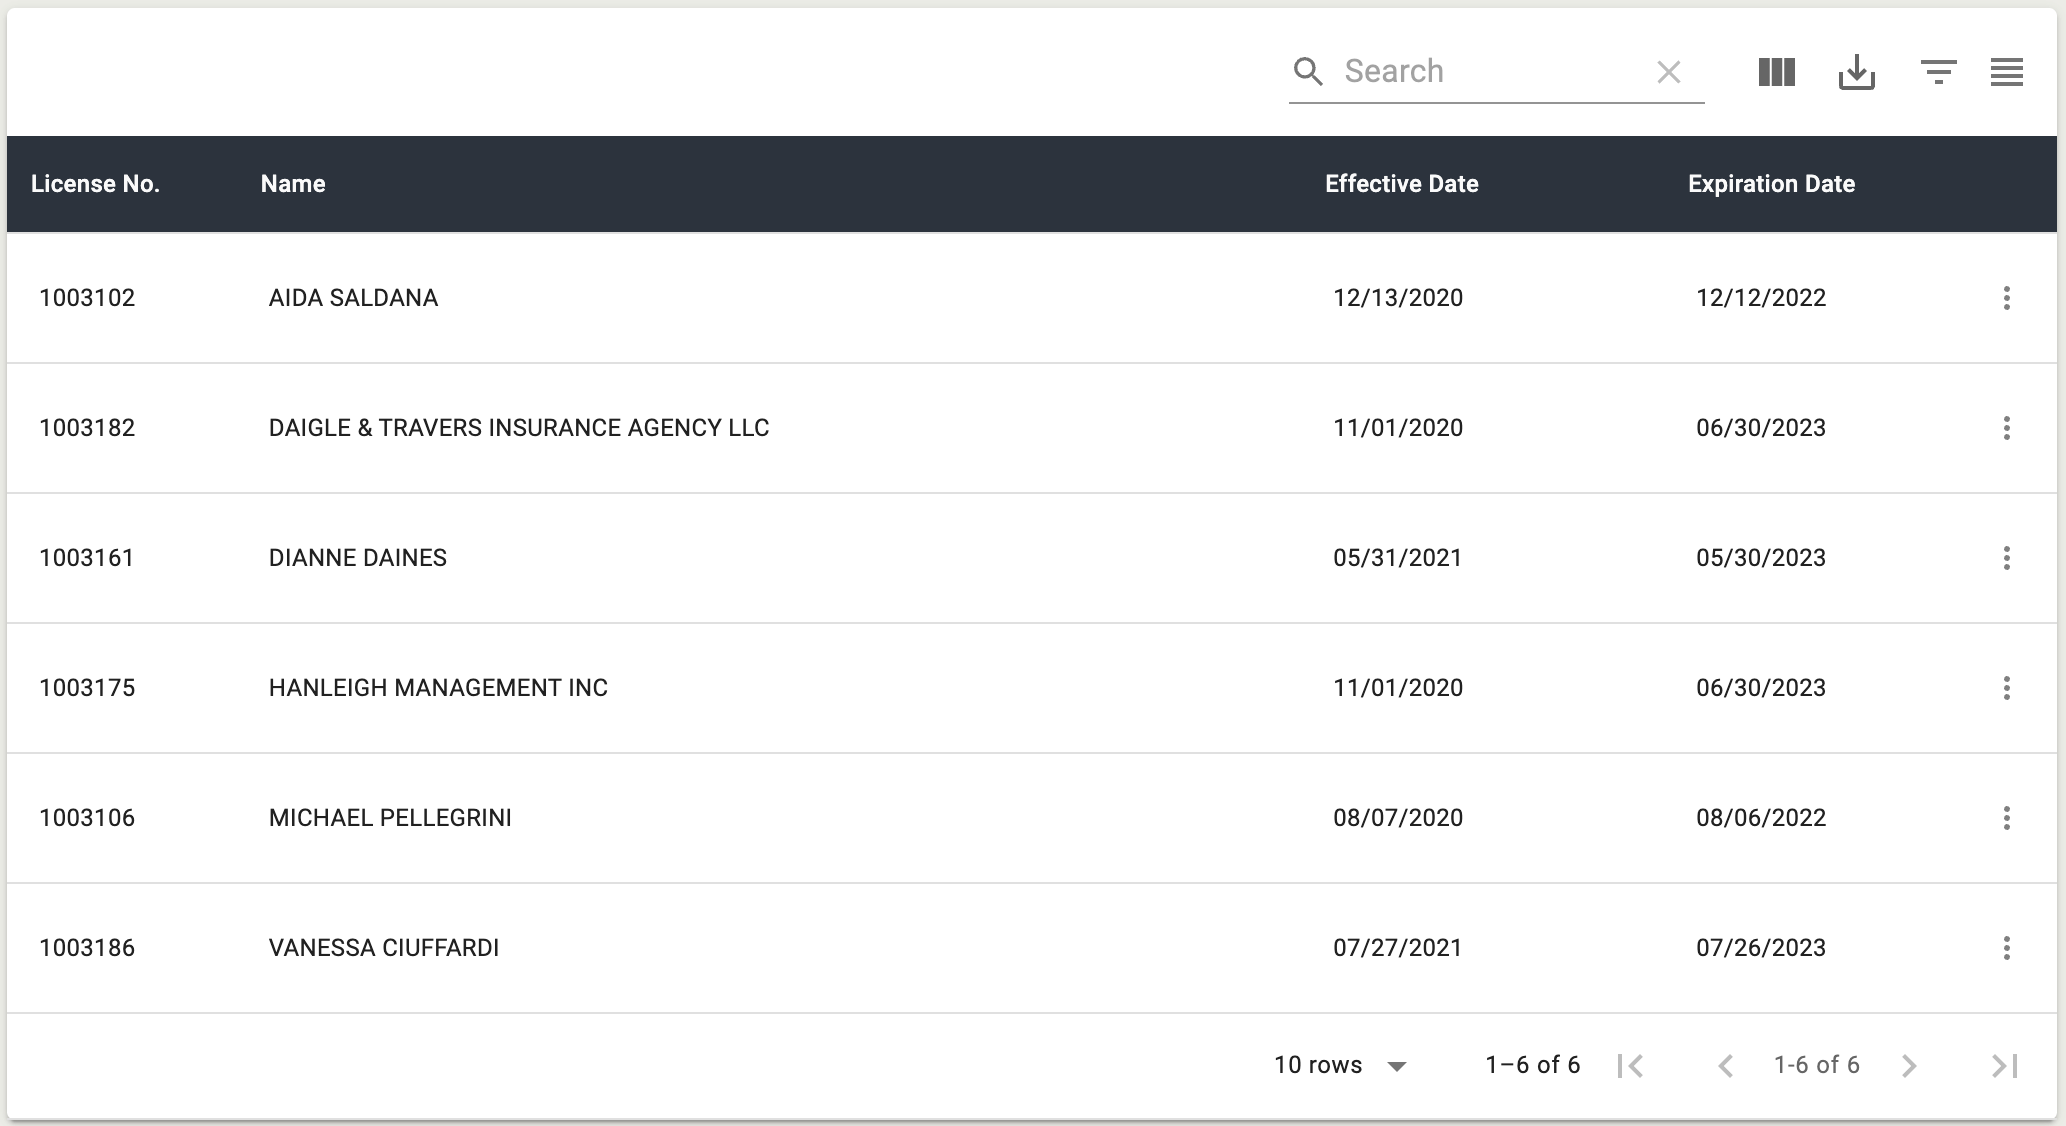 Search
License No. Name Effective Date Expiration Date
1003102 AIDA SALDANA 12/13/2020 12/12/2022
1003182 DAIGLE & TRAVERS INSURANCE AGENCY LLC 11/01/2020 06/30/2023
1003161 DIANNE DAINES 05/31/2021 05/30/2023
1003175 HANLEIGH MANAGEMENT INC 11/01/2020 06/30/2023
1003106 MICHAEL PELLEGRINI 08/07/2020 08/06/2022
1003186 VANESSA CIUFFARDI 07/27/2021 07/26/2023
10 rows 1–6 of 6 1-6 of 6